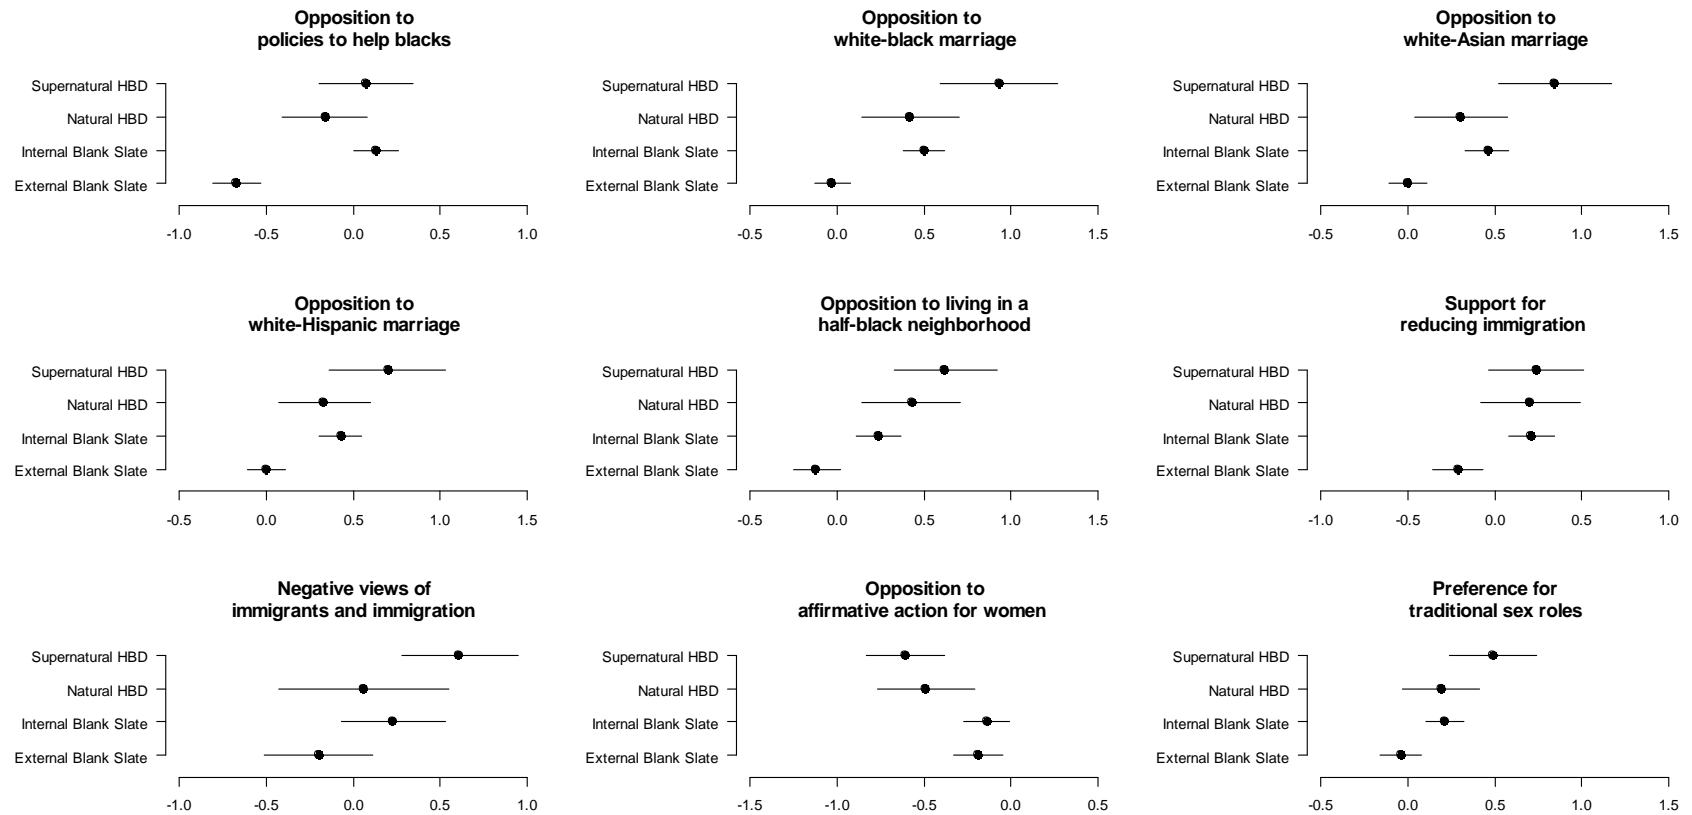 Opposition to
policies to help blacks
Supernatural HBD
Natural HBD
Internal Blank Slate
External Blank Slate
-1.0 -0.5 0.0 0.5 1.0
Opposition to
white-black marriage
Supernatural HBD
Natural HBD
Internal Blank Slate
External Blank Slate
-0.5 0.0 0.5 1.0 1.5
Opposition to
white-Asian marriage
Supernatural HBD
Natural HBD
Internal Blank Slate
External Blank Slate
-0.5 0.0 0.5 1.0 1.5
Opposition to
white-Hispanic marriage
Supernatural HBD
Natural HBD
Internal Blank Slate
External Blank Slate
-0.5 0.0 0.5 1.0 1.5
Opposition to living in a
half-black neighborhood
Supernatural HBD
Natural HBD
Internal Blank Slate
External Blank Slate
-0.5 0.0 0.5 1.0 1.5
Support for
reducing immigration
Supernatural HBD
Natural HBD
Internal Blank Slate
External Blank Slate
-1.0 -0.5 0.0 0.5 1.0
Negative views of
immigrants and immigration
Supernatural HBD
Natural HBD
Internal Blank Slate
External Blank Slate
-1.0 -0.5 0.0 0.5 1.0
Opposition to
affirmative action for women
Supernatural HBD
Natural HBD
Internal Blank Slate
External Blank Slate
-1.5 -1.0 -0.5 0.0 0.5
Preference for
traditional sex roles
Supernatural HBD
Natural HBD
Internal Blank Slate
External Blank Slate
-0.5 0.0 0.5 1.0 1.5